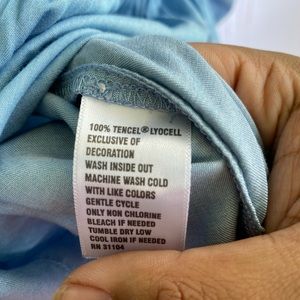 100% TENCEL® LYOCELL
EXCLUSIVE OF
DECORATION
WASH INSIDE OUT
MACHINE WASH COLD
WITH LIKE COLORS
GENTLE CYCLE
ONLY NON CHLORINE
BLEACH IF NEEDED
TUMBLE DRY LOW
COOL IRON IF NEEDED
RN 31104